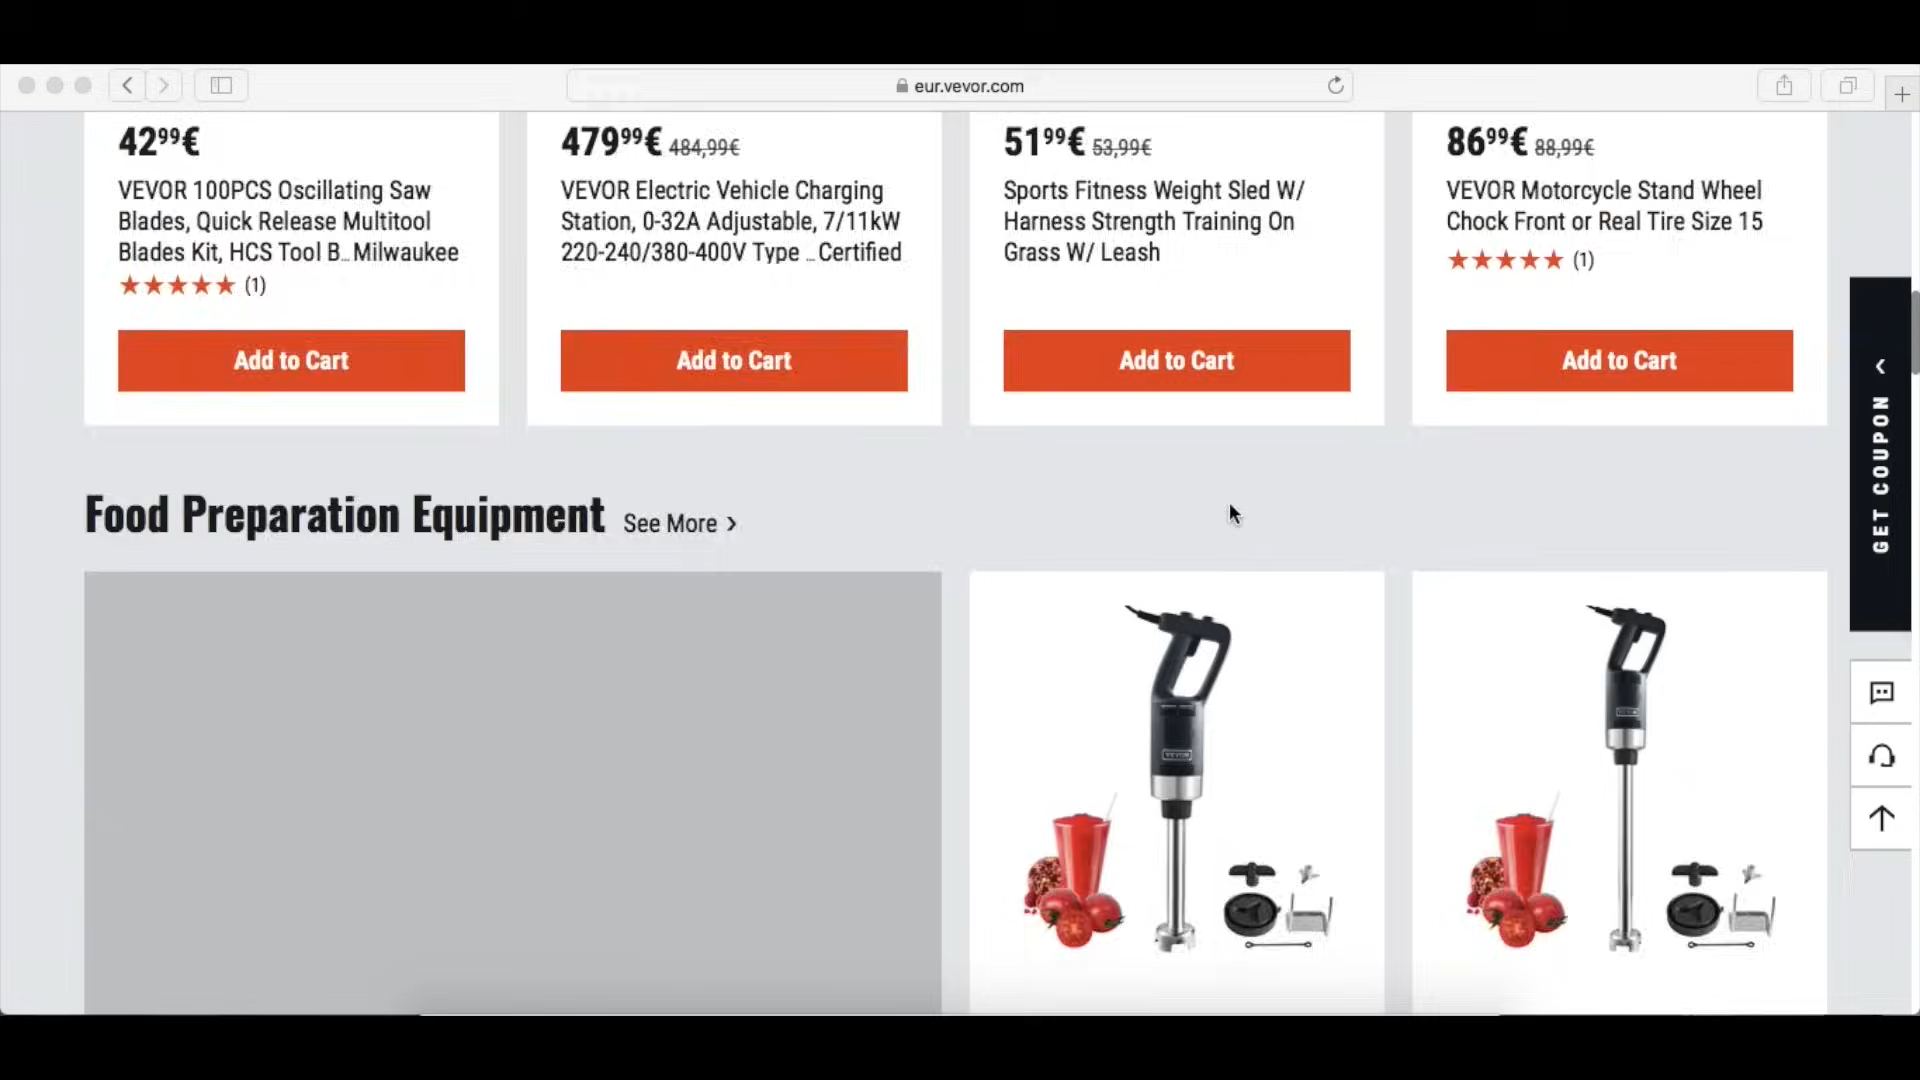 eur.vevor.com
42⁹⁹€
479⁹⁹€ 484,99€
51⁹⁹€ 53,99€
86⁹⁹€ 88,99€
VEVOR 100PCS Oscillating Saw
Blades, Quick Release Multitool
Blades Kit, HCS Tool B...Milwaukee
(1)
VEVOR Electric Vehicle Charging
Station, 0-32A Adjustable, 7/11kW
220-240/380-400V Type ...Certified
Sports Fitness Weight Sled W/
Harness Strength Training On
Grass W/ Leash
VEVOR Motorcycle Stand Wheel
Chock Front or Real Tire Size 15
(1)
Add to Cart
Add to Cart
Add to Cart
Add to Cart
GET COUPON
Food Preparation Equipment See More
VEVOR